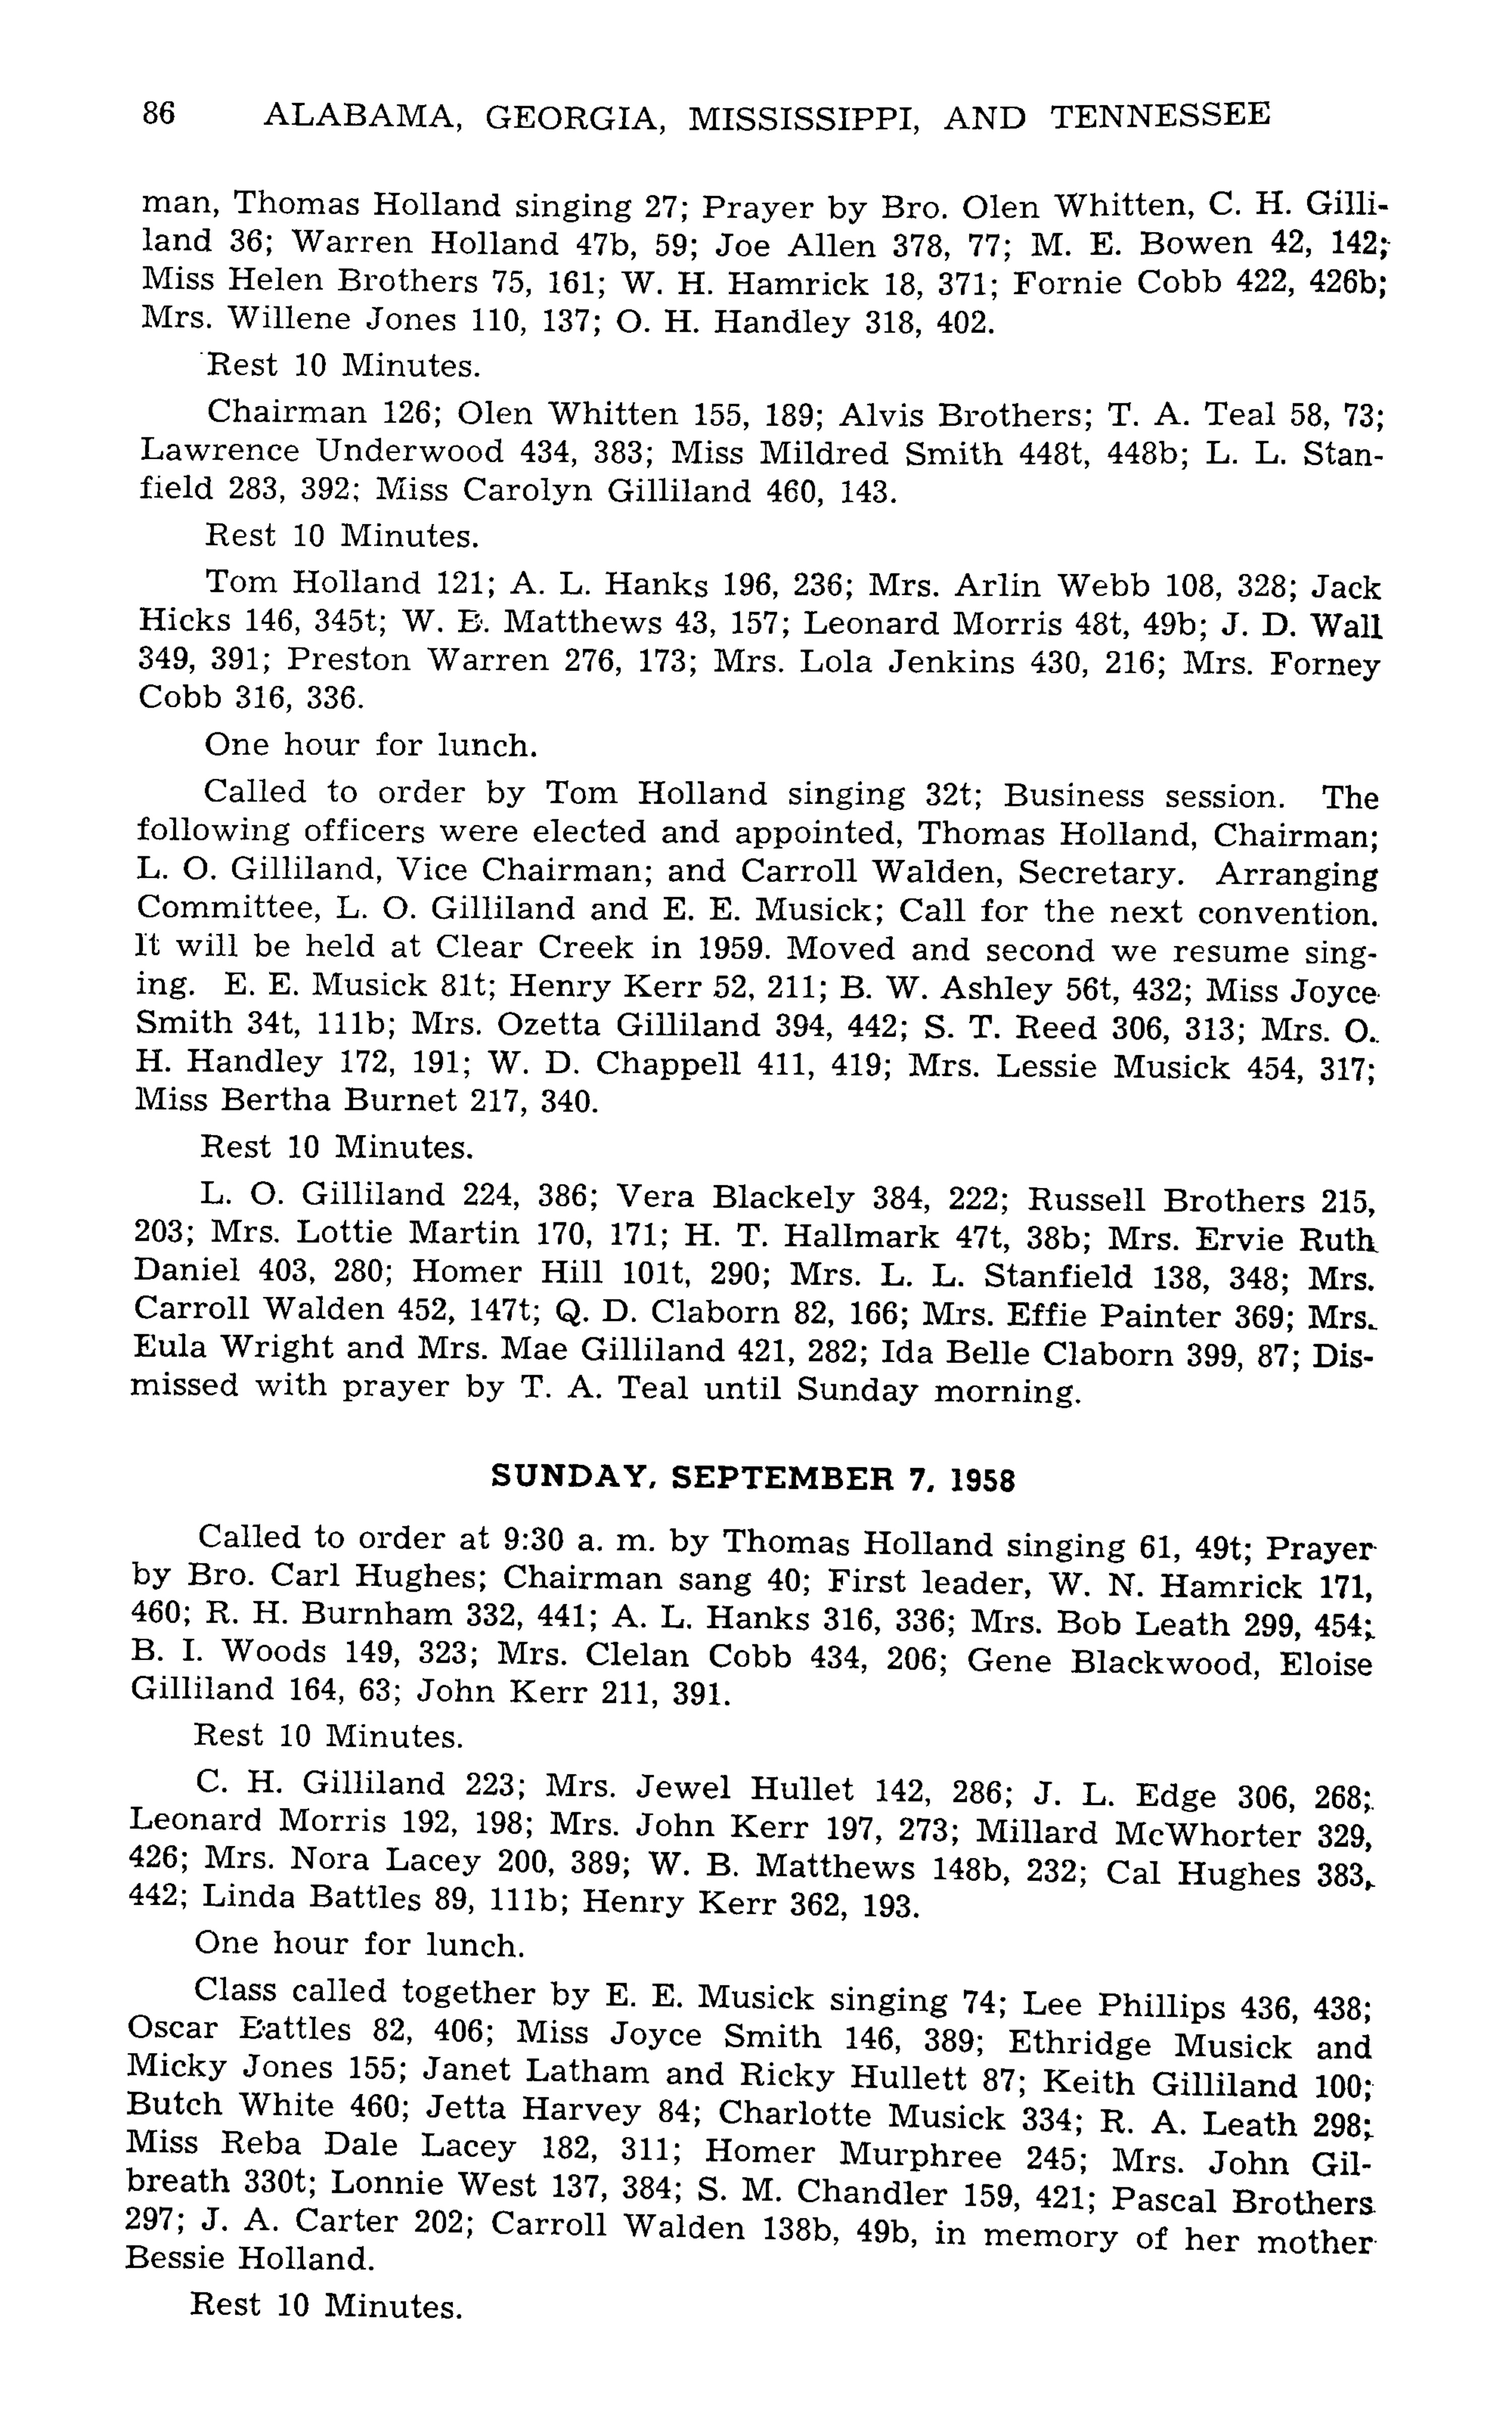 86 ALABAMA, GEORGIA, MISSISSIPPI, AND TENNESSEE
man, Thomas Holland singing 27; Prayer by Bro. Olen Whitten, C. H. Gilli-
land 36; Warren Holland 47b, 59; Joe Allen 378, 77; M. E. Bowen 42, 142;
Miss Helen Brothers 75, 161; W. H. Hamrick 18, 371; Fornie Cobb 422, 426b;
Mrs. Willene Jones 110, 137; O. H. Handley 318, 402.
Rest 10 Minutes.
Chairman 126; Olen Whitten 155, 189; Alvis Brothers; T. A. Teal 58, 73;
Lawrence Underwood 434, 383; Miss Mildred Smith 448t, 448b; L. L. Stan-
field 283, 392; Miss Carolyn Gilliland 460, 143.
Rest 10 Minutes.
Tom Holland 121; A. L. Hanks 196, 236; Mrs. Arlin Webb 108, 328; Jack
Hicks 146, 345t; W. B. Matthews 43, 157; Leonard Morris 48t, 49b; J. D. Wall
349, 391; Preston Warren 276, 173; Mrs. Lola Jenkins 430, 216; Mrs. Forney
Cobb 316, 336.
One hour for lunch.
Called to order by Tom Holland singing 32t; Business session. The
following officers were elected and appointed, Thomas Holland, Chairman;
L. O. Gilliland, Vice Chairman; and Carroll Walden, Secretary. Arranging
Committee, L. O. Gilliland and E. E. Musick; Call for the next convention.
It will be held at Clear Creek in 1959. Moved and second we resume sing-
ing. E. E. Musick 81t; Henry Kerr 52, 211; B. W. Ashley 56t, 432; Miss Joyce
Smith 34t, 111b; Mrs. Ozetta Gilliland 394, 442; S. T. Reed 306, 313; Mrs. O.
H. Handley 172, 191; W. D. Chappell 411, 419; Mrs. Lessie Musick 454, 317;
Miss Bertha Burnet 217, 340.
Rest 10 Minutes.
L. O. Gilliland 224, 386; Vera Blackely 384, 222; Russell Brothers 215,
203; Mrs. Lottie Martin 170, 171; H. T. Hallmark 47t, 38b; Mrs. Ervie Ruth
Daniel 403, 280; Homer Hill 101t, 290; Mrs. L. L. Stanfield 138, 348; Mrs.
Carroll Walden 452, 147t; Q. D. Claborn 82, 166; Mrs. Effie Painter 369; Mrs.
Eula Wright and Mrs. Mae Gilliland 421, 282; Ida Belle Claborn 399, 87; Dis-
missed with prayer by T. A. Teal until Sunday morning.
SUNDAY, SEPTEMBER 7, 1958
Called to order at 9:30 a. m. by Thomas Holland singing 61, 49t; Prayer
by Bro. Carl Hughes; Chairman sang 40; First leader, W. N. Hamrick 171,
460; R. H. Burnham 332, 441; A. L. Hanks 316, 336; Mrs. Bob Leath 299, 454;
B. I. Woods 149, 323; Mrs. Clelan Cobb 434, 206; Gene Blackwood, Eloise
Gilliland 164, 63; John Kerr 211, 391.
Rest 10 Minutes.
C. H. Gilliland 223; Mrs. Jewel Hullet 142, 286; J. L. Edge 306, 268;
Leonard Morris 192, 198; Mrs. John Kerr 197, 273; Millard McWhorter 329,
426; Mrs. Nora Lacey 200, 389; W. B. Matthews 148b, 232; Cal Hughes 383,
442; Linda Battles 89, 111b; Henry Kerr 362, 193.
One hour for lunch.
Class called together by E. E. Musick singing 74; Lee Phillips 436, 438;
Oscar Battles 82, 406; Miss Joyce Smith 146, 389; Ethridge Musick and
Micky Jones 155; Janet Latham and Ricky Hullett 87; Keith Gilliland 100;
Butch White 460; Jetta Harvey 84; Charlotte Musick 334; R. A. Leath 298;
Miss Reba Dale Lacey 182, 311; Homer Murphree 245; Mrs. John Gil-
breath 330t; Lonnie West 137, 384; S. M. Chandler 159, 421; Pascal Brothers
297; J. A. Carter 202; Carroll Walden 138b, 49b, in memory of her mother
Bessie Holland.
Rest 10 Minutes.